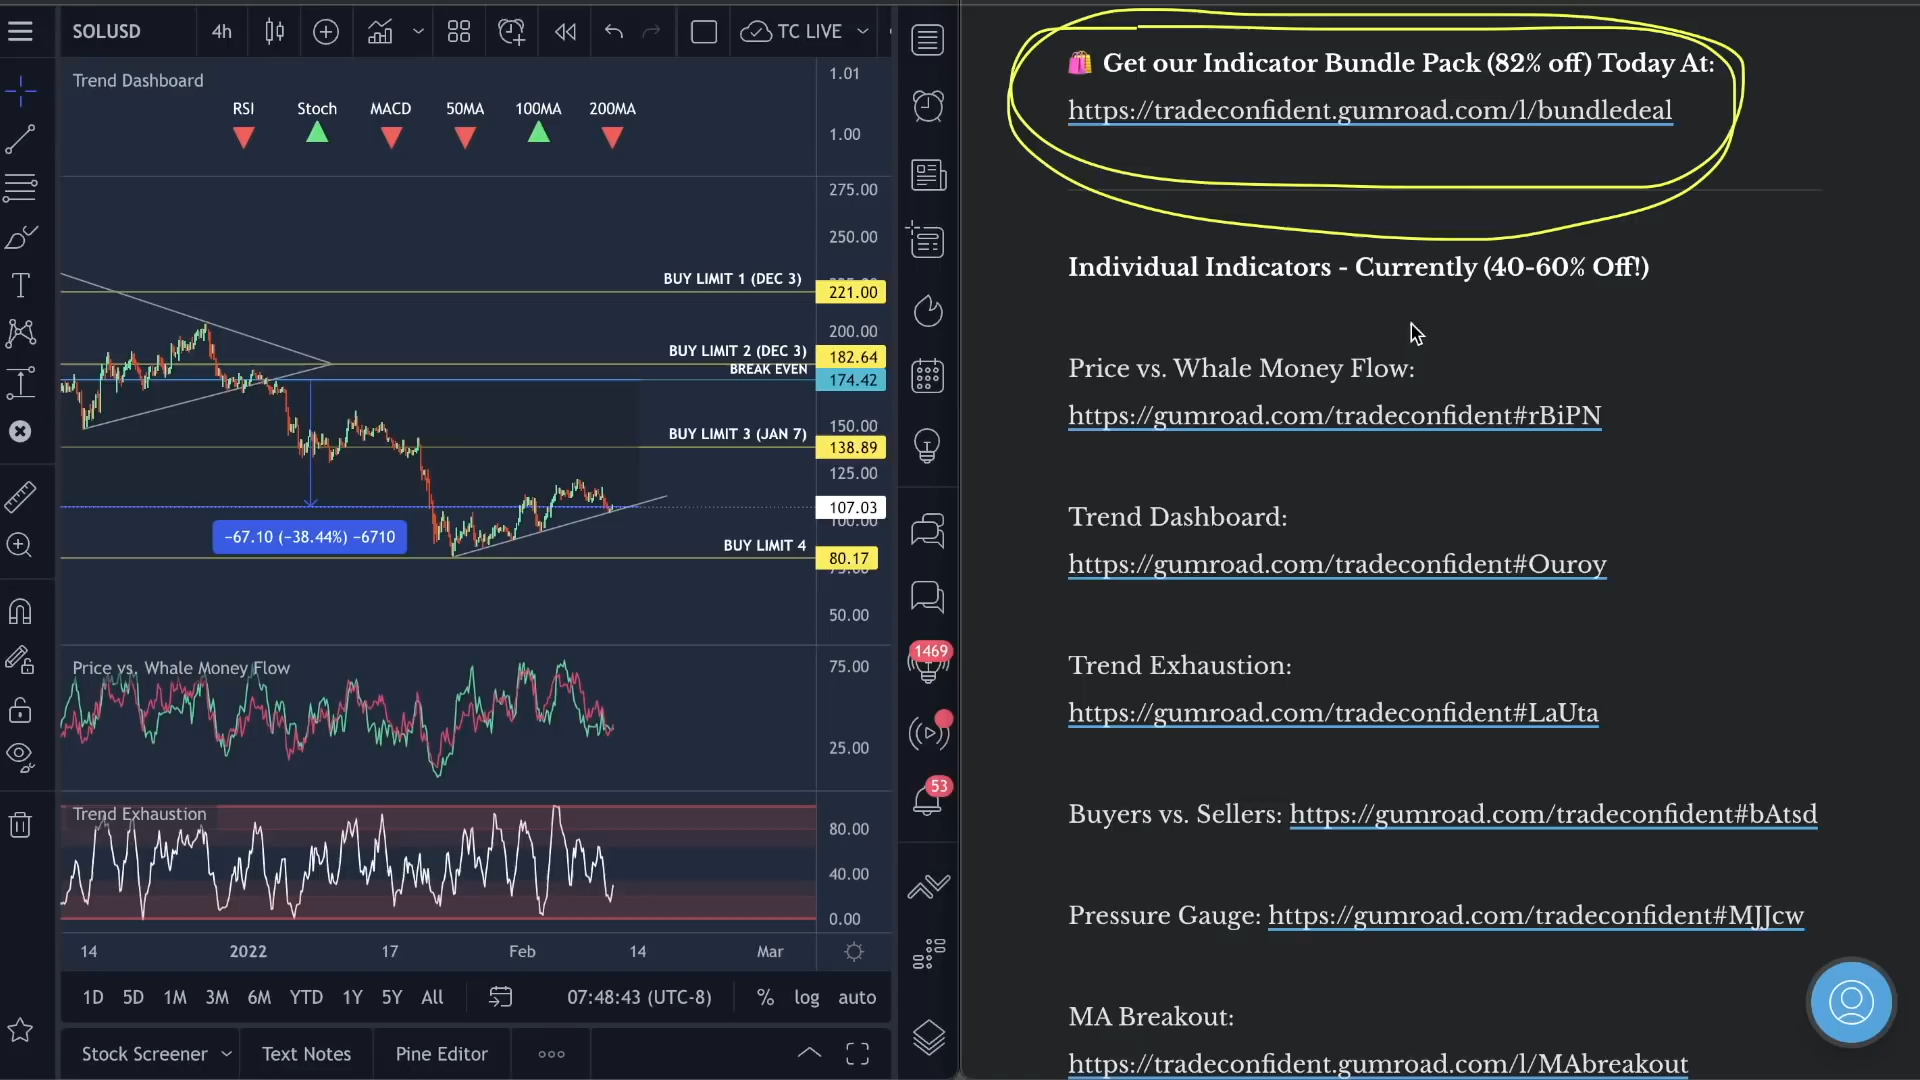 SOLUSD
4h
TC LIVE
Trend Dashboard
RSI Stoch MACD 50MA 100MA 200MA
1.01
1.00
275.00
250.00
BUY LIMIT 1 (DEC 3)
221.00
200.00
BUY LIMIT 2 (DEC 3)
182.64
BREAK EVEN
174.42
150.00
BUY LIMIT 3 (JAN 7)
138.89
125.00
107.03
100.00
−67.10 (−38.44%) −6710
BUY LIMIT 4
80.17
50.00
Price vs. Whale Money Flow
75.00
25.00
Trend Exhaustion
80.00
40.00
0.00
14 2022 17 Feb 14 Mar
1D 5D 1M 3M 6M YTD 1Y 5Y All
07:48:43 (UTC-8)
% log auto
Stock Screener
Text Notes
Pine Editor
1469
53
Get our Indicator Bundle Pack (82% off) Today At:
https://tradeconfident.gumroad.com/l/bundledeal
Individual Indicators - Currently (40-60% Off!)
Price vs. Whale Money Flow:
https://gumroad.com/tradeconfident#rBiPN
Trend Dashboard:
https://gumroad.com/tradeconfident#Ouroy
Trend Exhaustion:
https://gumroad.com/tradeconfident#LaUta
Buyers vs. Sellers: https://gumroad.com/tradeconfident#bAtsd
Pressure Gauge: https://gumroad.com/tradeconfident#MJJcw
MA Breakout:
https://tradeconfident.gumroad.com/l/MAbreakout